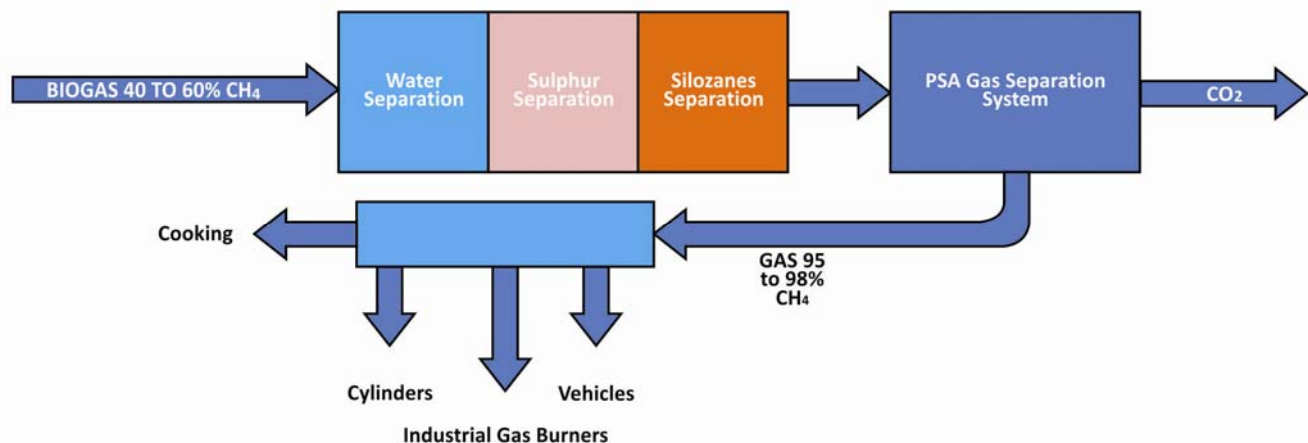 BIOGAS 40 TO 60% CH₄
Water
Separation
Sulphur
Separation
Silozanes
Separation
PSA Gas Separation
System
CO₂
Cooking
GAS 95
to 98%
CH₄
Cylinders
Vehicles
Industrial Gas Burners